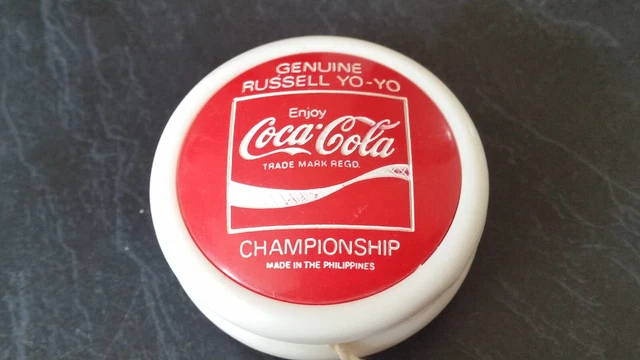 GENUINE
RUSSELL YO-YO
Enjoy
Coca-Cola
TRADE MARK REGD.
CHAMPIONSHIP
MADE IN THE PHILIPPINES